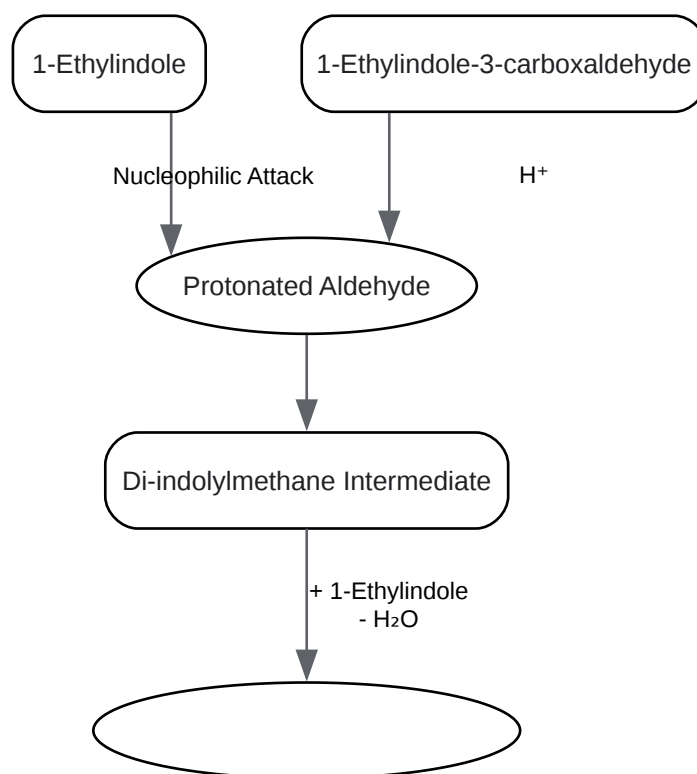 1-Ethylindole
1-Ethylindole-3-carboxaldehyde
Nucleophilic Attack
H⁺
Protonated Aldehyde
Di-indolylmethane Intermediate
+ 1-Ethylindole
- H₂O